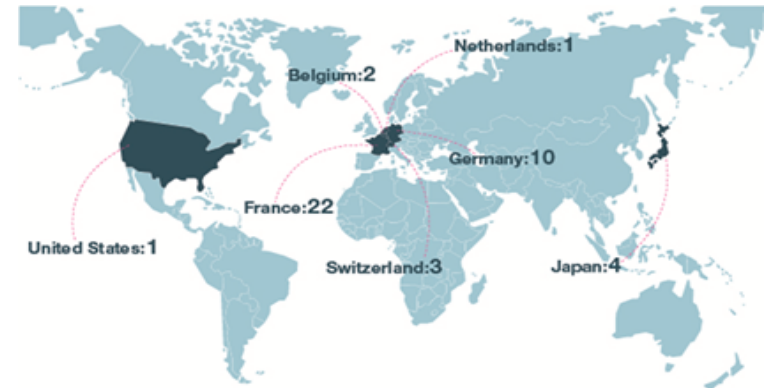 Netherlands:1
Belgium:2
Germany:10
France:22
United States:1
Switzerland:3
Japan:4